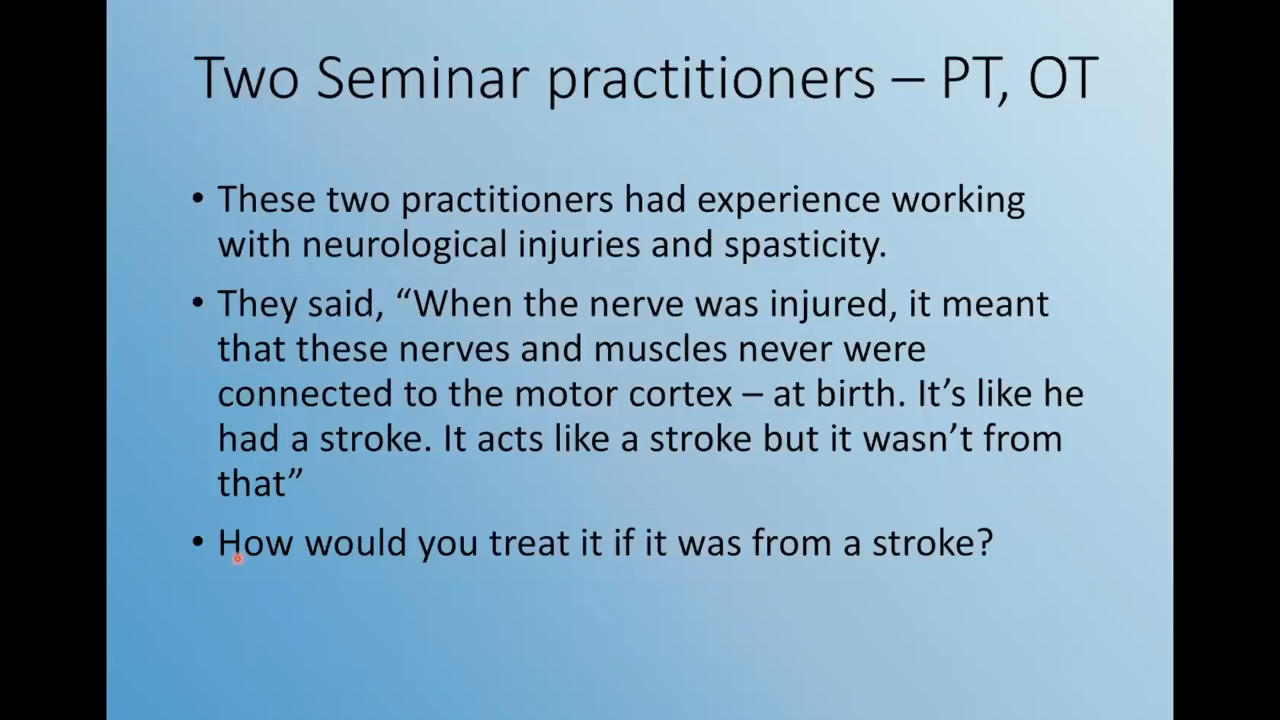 Two Seminar practitioners – PT, OT
• These two practitioners had experience working
with neurological injuries and spasticity.
• They said, “When the nerve was injured, it meant
that these nerves and muscles never were
connected to the motor cortex – at birth. It’s like he
had a stroke. It acts like a stroke but it wasn’t from
that”
• How would you treat it if it was from a stroke?